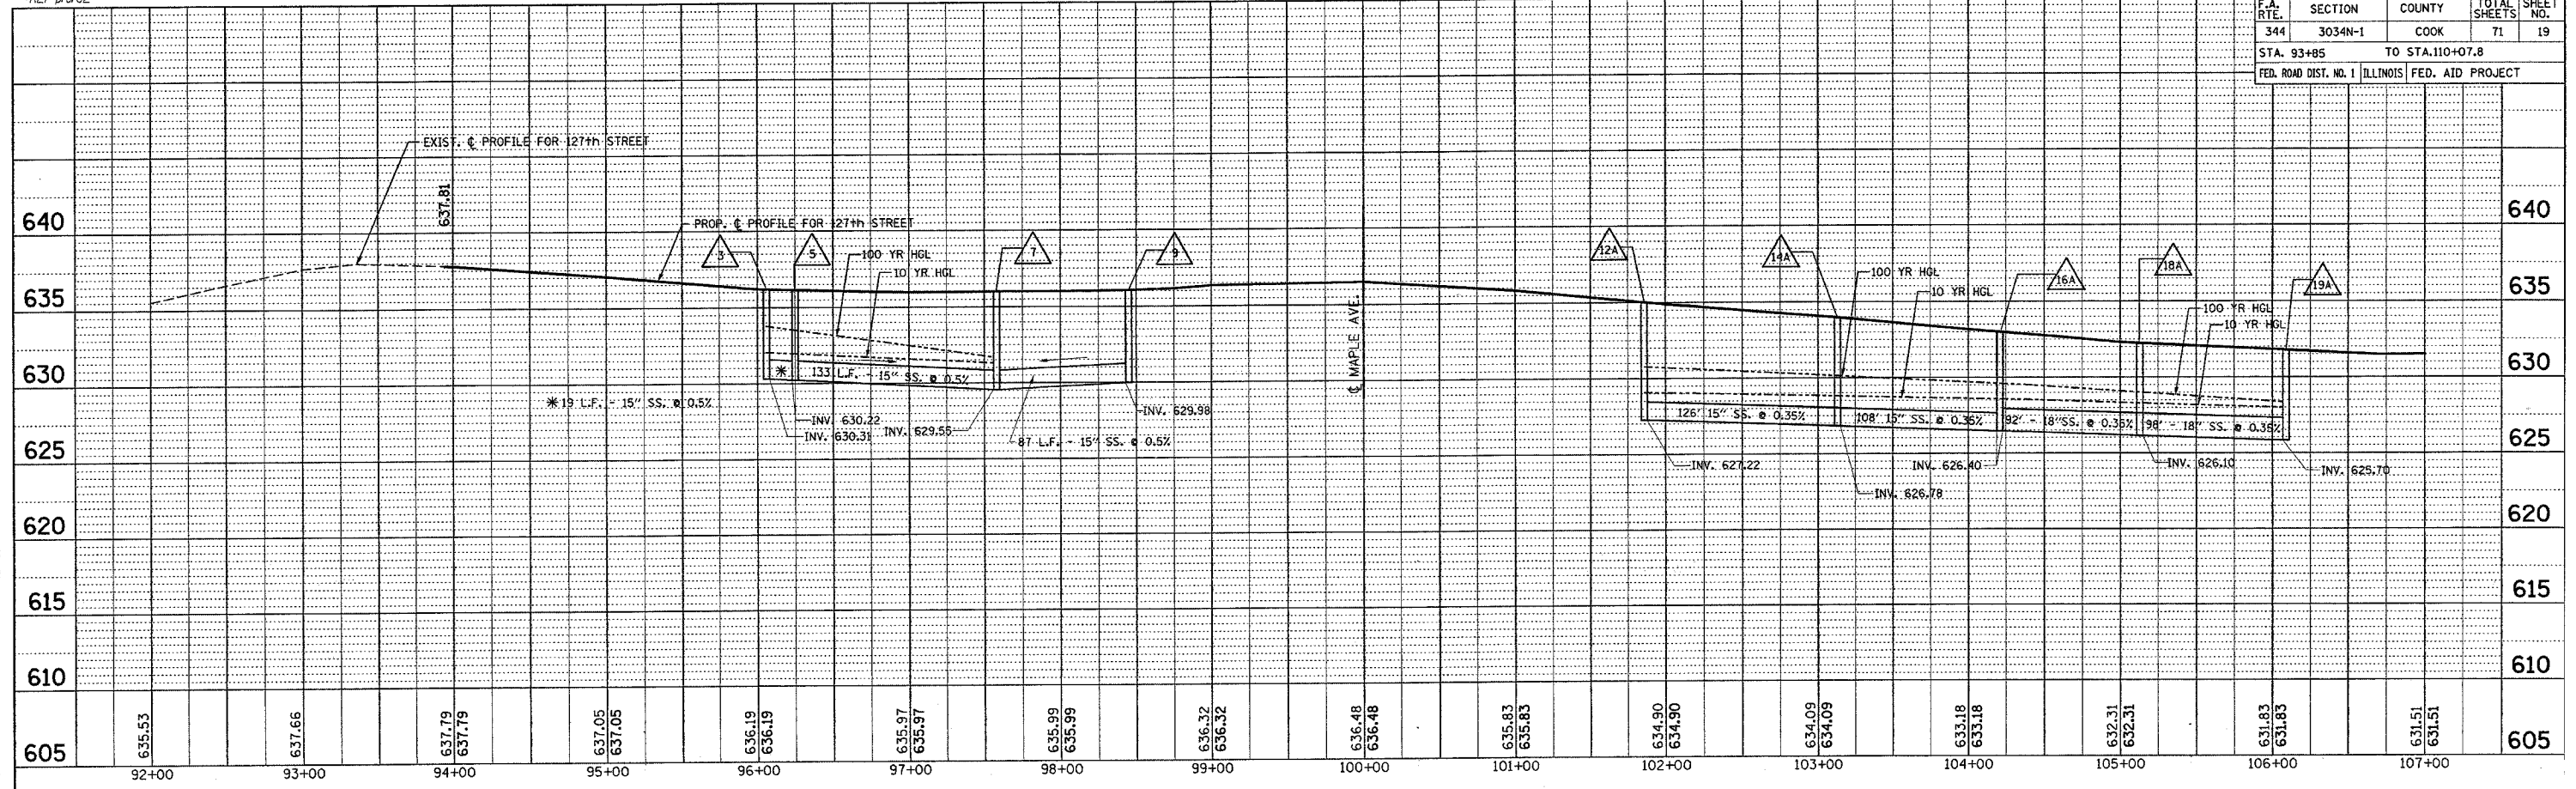 F.A. RTE. SECTION COUNTY TOTAL SHEETS SHEET NO.
344 3034N-1 COOK 71 19
STA. 93+85 TO STA.110+07.8
FED. ROAD DIST. NO. 1 ILLINOIS FED. AID PROJECT
EXIST. ℄ PROFILE FOR 127th STREET
637.81
PROP. ℄ PROFILE FOR 127th STREET
3
5
7
9
12A
14A
16A
18A
19A
100 YR HGL
10 YR HGL
100 YR HGL
10 YR HGL
100 YR HGL
10 YR HGL
640 640
635 635
630 630
625 625
620 620
615 615
610 610
605 605
℄ MAPLE AVE.
* 133 L.F. - 15" SS. @ 0.5%
*19 L.F. - 15" SS. @ 0.5%
INV. 630.22
INV. 630.31
INV. 629.55
87 L.F. - 15" SS. @ 0.5%
INV. 629.98
126' 15" SS. @ 0.35%
108' 15" SS. @ 0.35%
92' - 18"SS. @ 0.35%
98' - 18" SS. @ 0.35%
INV. 627.22
INV. 626.78
INV. 626.40
INV. 626.10
INV. 625.70
635.53
637.66
637.79
637.79
637.05
637.05
636.19
636.19
635.97
635.97
635.99
635.99
636.32
636.32
636.48
636.48
635.83
635.83
634.90
634.90
634.09
634.09
633.18
633.18
632.31
632.31
631.83
631.83
631.51
631.51
92+00 93+00 94+00 95+00 96+00 97+00 98+00 99+00 100+00 101+00 102+00 103+00 104+00 105+00 106+00 107+00